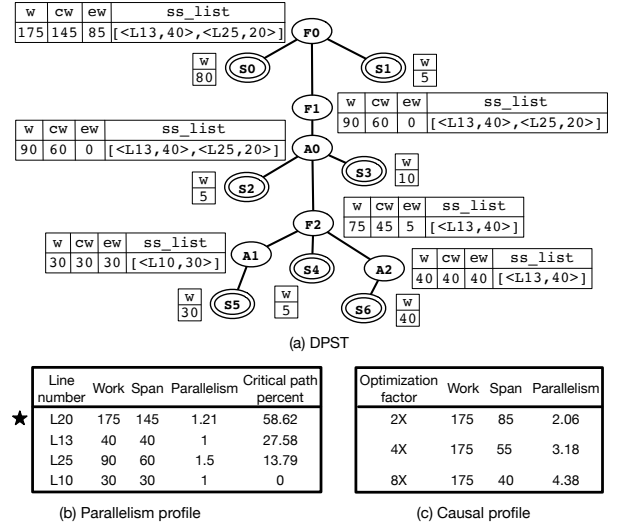 w cw ew ss_list
175 145 85 [<L13,40>,<L25,20>]
F0
w
80
S0
S1
w
5
F1
w cw ew ss_list
90 60 0 [<L13,40>,<L25,20>]
w cw ew ss_list
90 60 0 [<L13,40>,<L25,20>]
A0
w
5
S2
S3
w
10
F2
w cw ew ss_list
75 45 5 [<L13,40>]
w cw ew ss_list
30 30 30 [<L10,30>]
A1
S4
A2
w cw ew ss_list
40 40 40 [<L13,40>]
w
30
S5
w
5
S6
w
40
(a) DPST
Line number Work Span Parallelism Critical path percent
L20 175 145 1.21 58.62
L13 40 40 1 27.58
L25 90 60 1.5 13.79
L10 30 30 1 0
(b) Parallelism profile
Optimization factor Work Span Parallelism
2X 175 85 2.06
4X 175 55 3.18
8X 175 40 4.38
(c) Causal profile